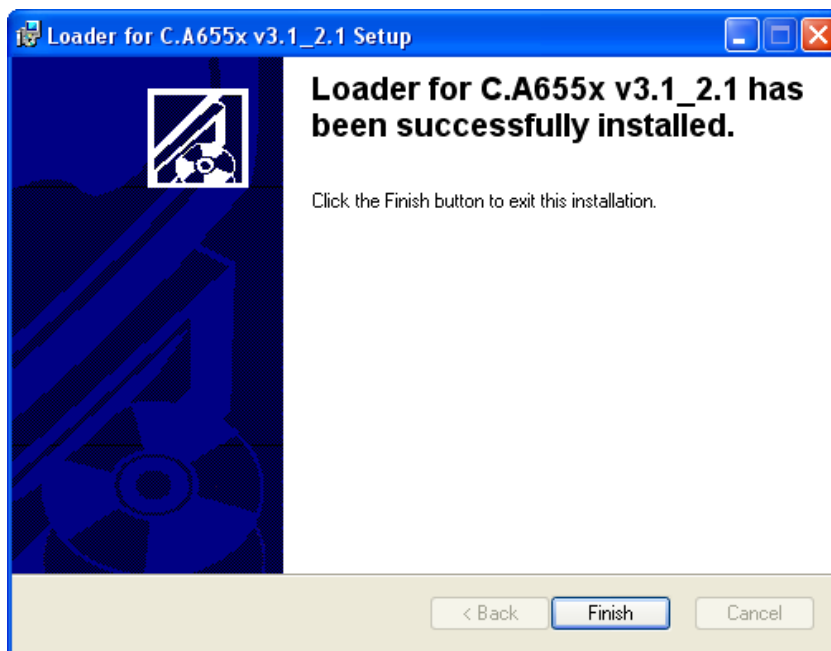 Loader for C.A655x v3.1_2.1 Setup
Loader for C.A655x v3.1_2.1 has
been successfully installed.
Click the Finish button to exit this installation.
< Back Finish Cancel